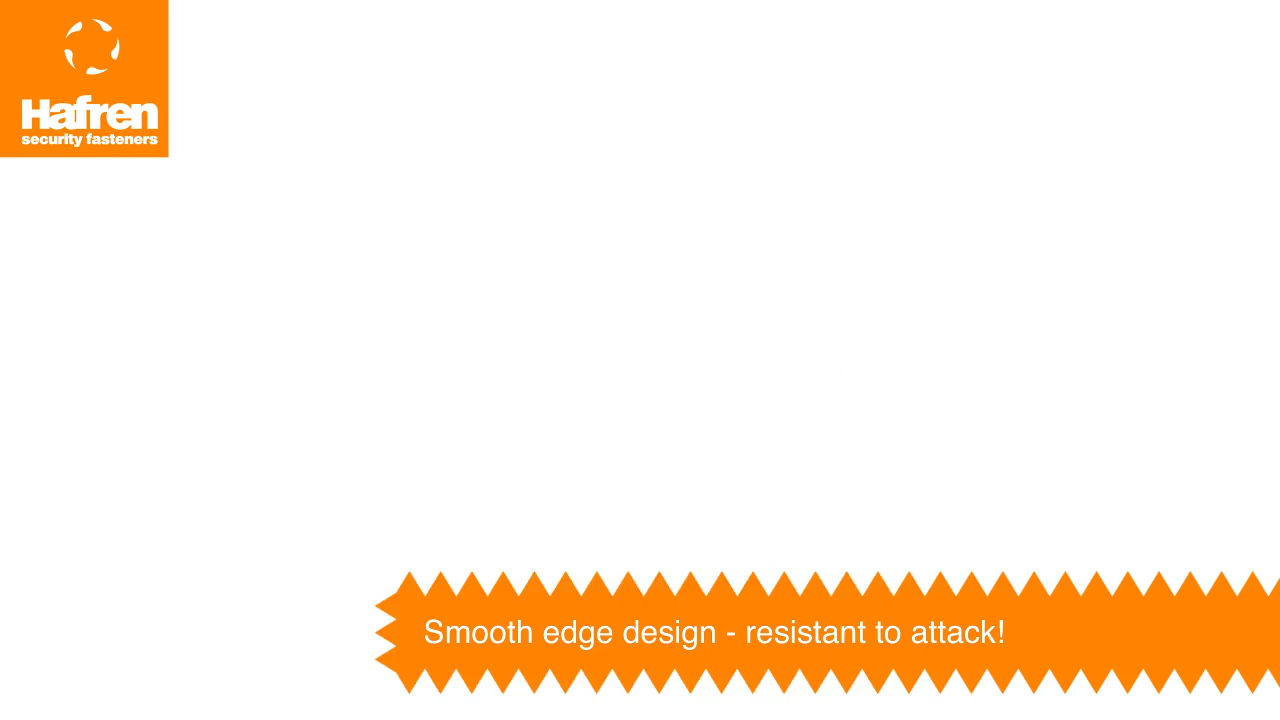 Hafren
security fasteners
Smooth edge design - resistant to attack!